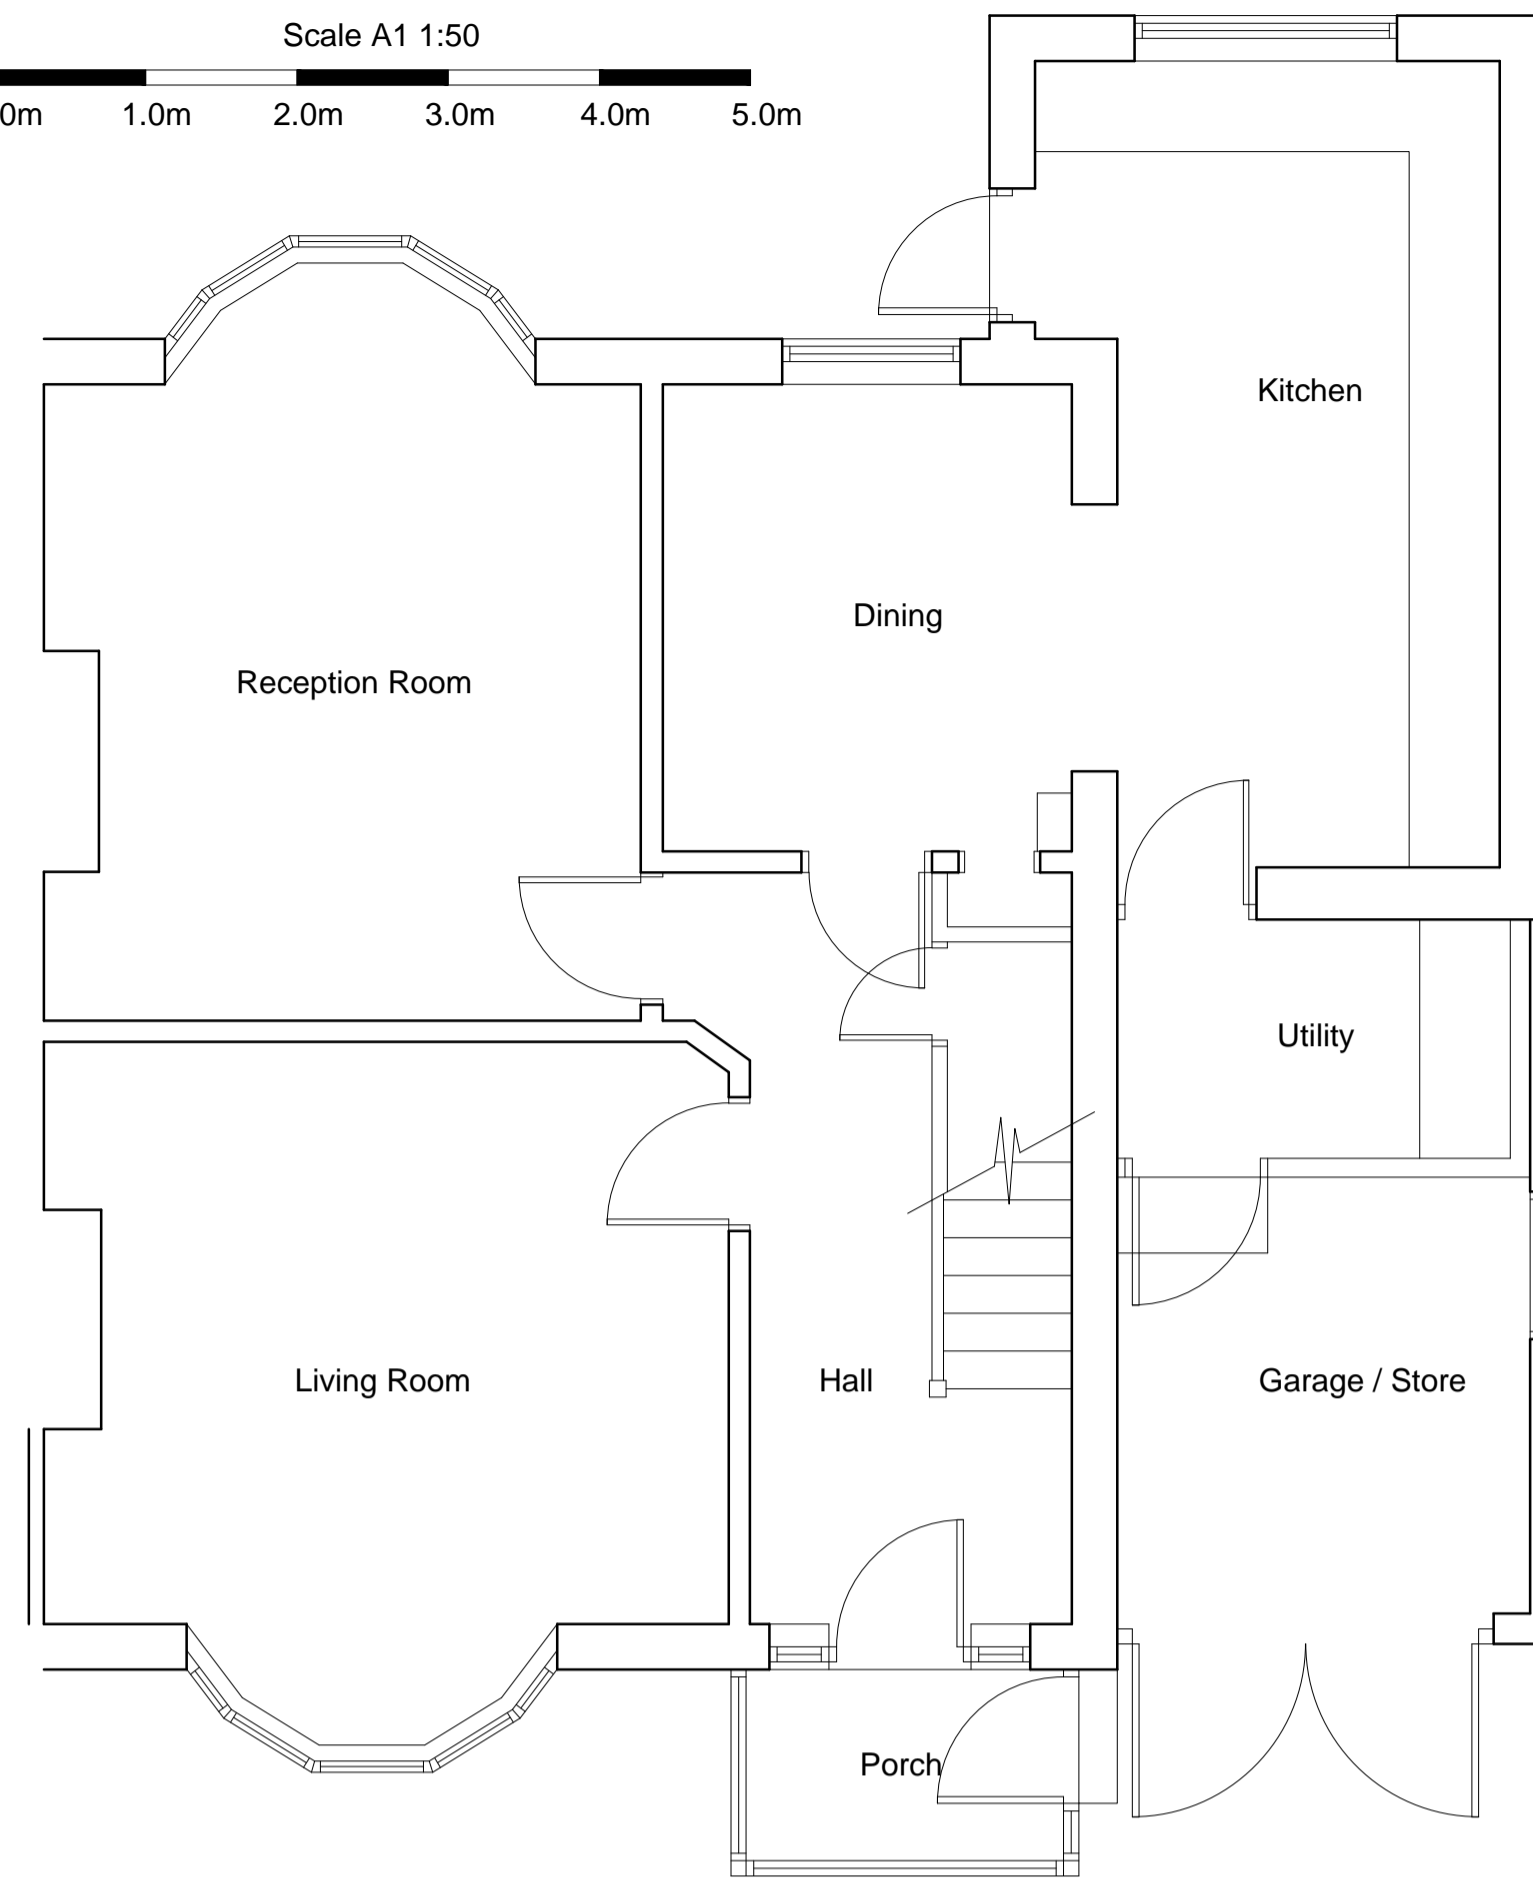 Scale A1 1:50
0m 1.0m 2.0m 3.0m 4.0m 5.0m
Kitchen
Dining
Reception Room
Utility
Living Room
Hall
Garage / Store
Porch